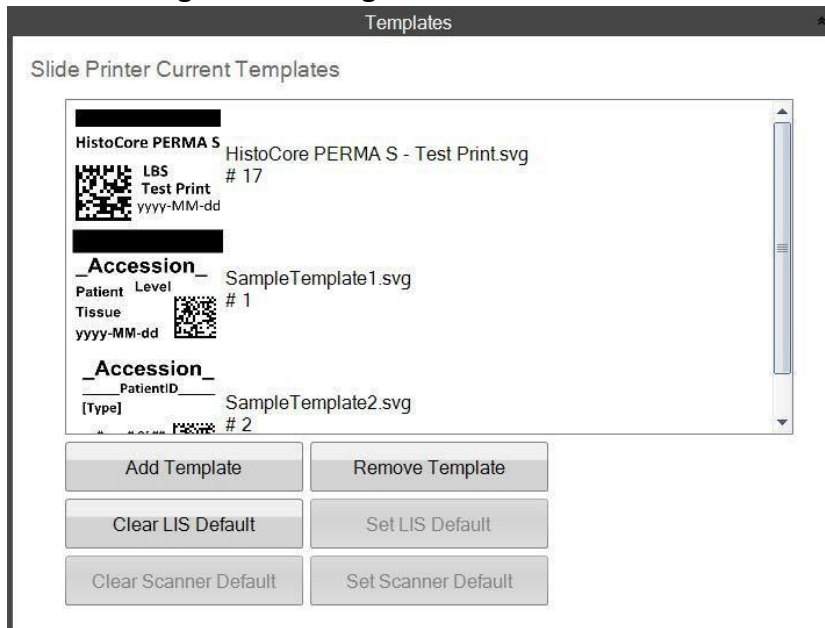 Templates
Slide Printer Current Templates
HistoCore PERMA S
LBS
Test Print
yyyy-MM-dd
HistoCore PERMA S - Test Print.svg
# 17
_Accession_
Patient Level
Tissue
yyyy-MM-dd
SampleTemplate1.svg
# 1
_Accession_
_____PatientID_____
[Type]
SampleTemplate2.svg
# 2
Add Template
Remove Template
Clear LIS Default
Set LIS Default
Clear Scanner Default
Set Scanner Default